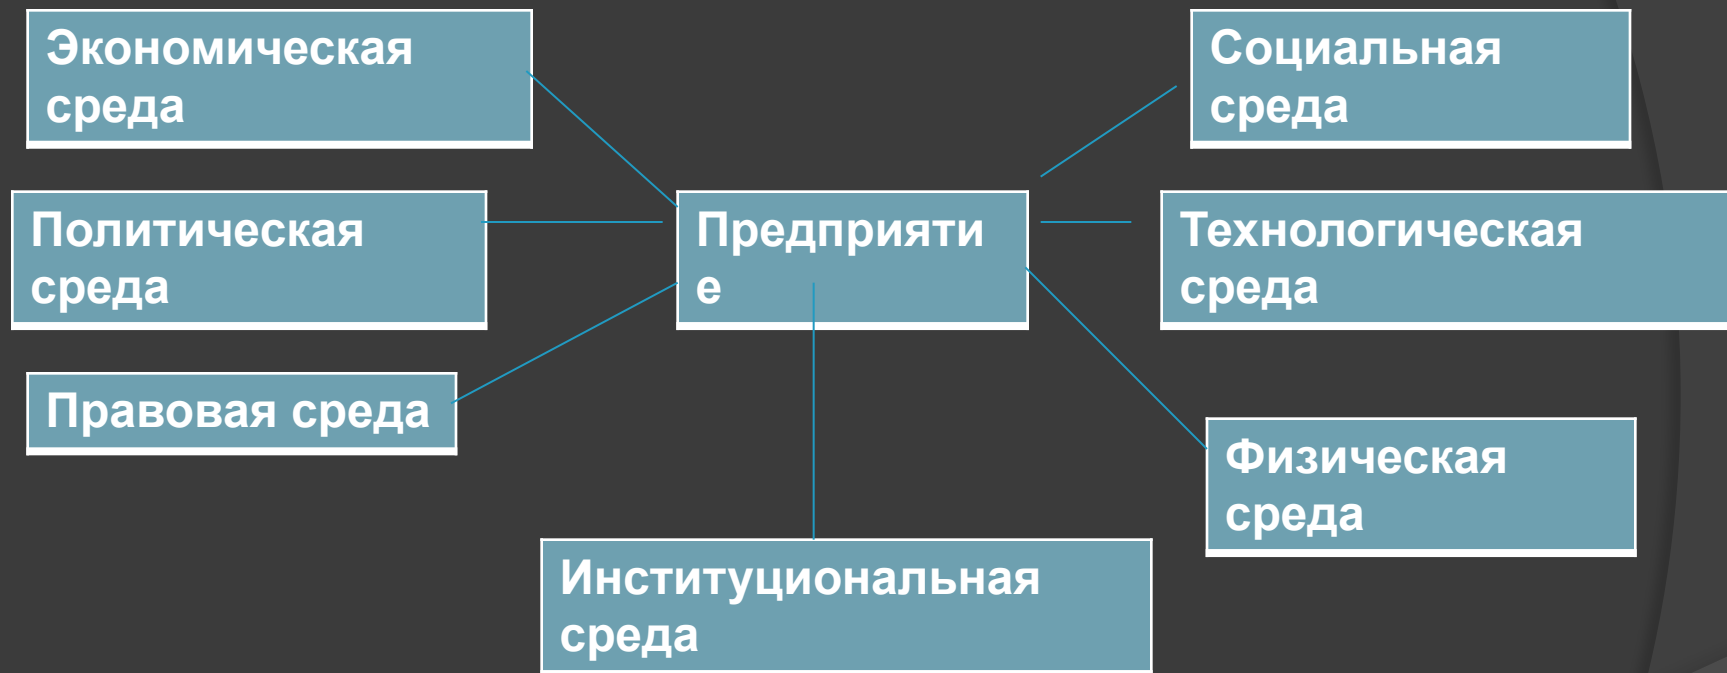 Экономическая
среда
Социальная
среда
Политическая
среда
Предприяти
е
Технологическая
среда
Правовая среда
Физическая
среда
Институциональная
среда